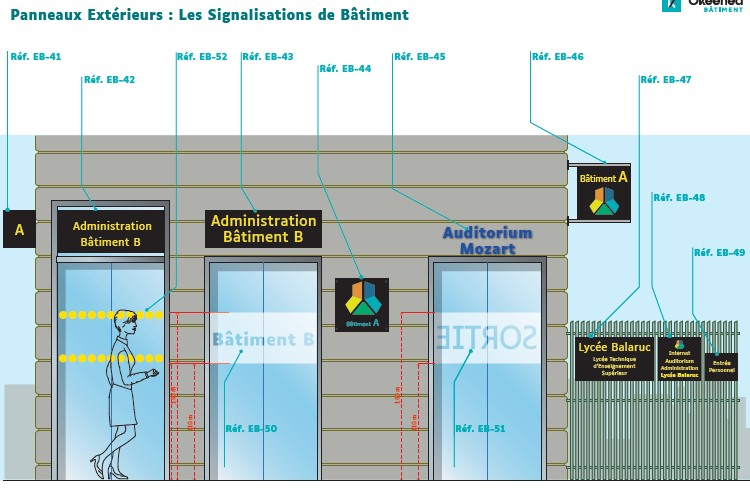 Panneaux Extérieurs : Les Signalisations de Bâtiment
Okeenea
BÂTIMENT
Réf. EB-41
Réf. EB-42
Réf. EB-52
Réf. EB-43
Réf. EB-44
Réf. EB-45
Réf. EB-46
Réf. EB-47
Réf. EB-48
Réf. EB-49
A
Administration
Bâtiment B
Administration
Bâtiment B
Bâtiment A
Auditorium
Mozart
Bâtiment A
Bâtiment B
SORTIE
Lycée Balaruc
Lycée Technique
d'Enseignement
Supérieur
Internat
Auditorium
Administration
Lycée Balaruc
Entrée
Personnel
Réf. EB-50
Réf. EB-51